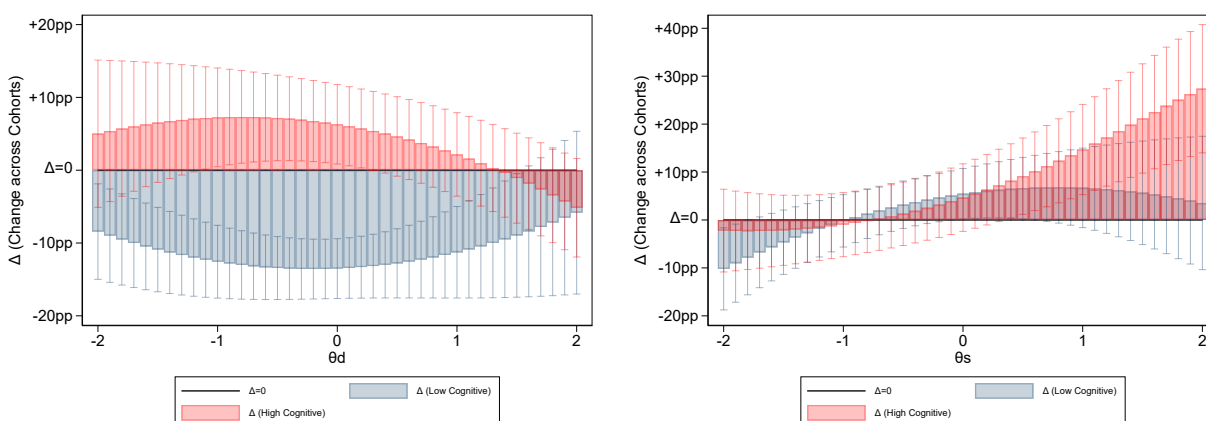 +20pp
+10pp
Δ=0
-10pp
-20pp
Δ (Change across Cohorts)
-2
-1
0
1
2
θd
Δ=0
Δ (Low Cognitive)
Δ (High Cognitive)
+40pp
+30pp
+20pp
+10pp
Δ=0
-10pp
-20pp
Δ (Change across Cohorts)
-2
-1
0
1
2
θs
Δ=0
Δ (Low Cognitive)
Δ (High Cognitive)